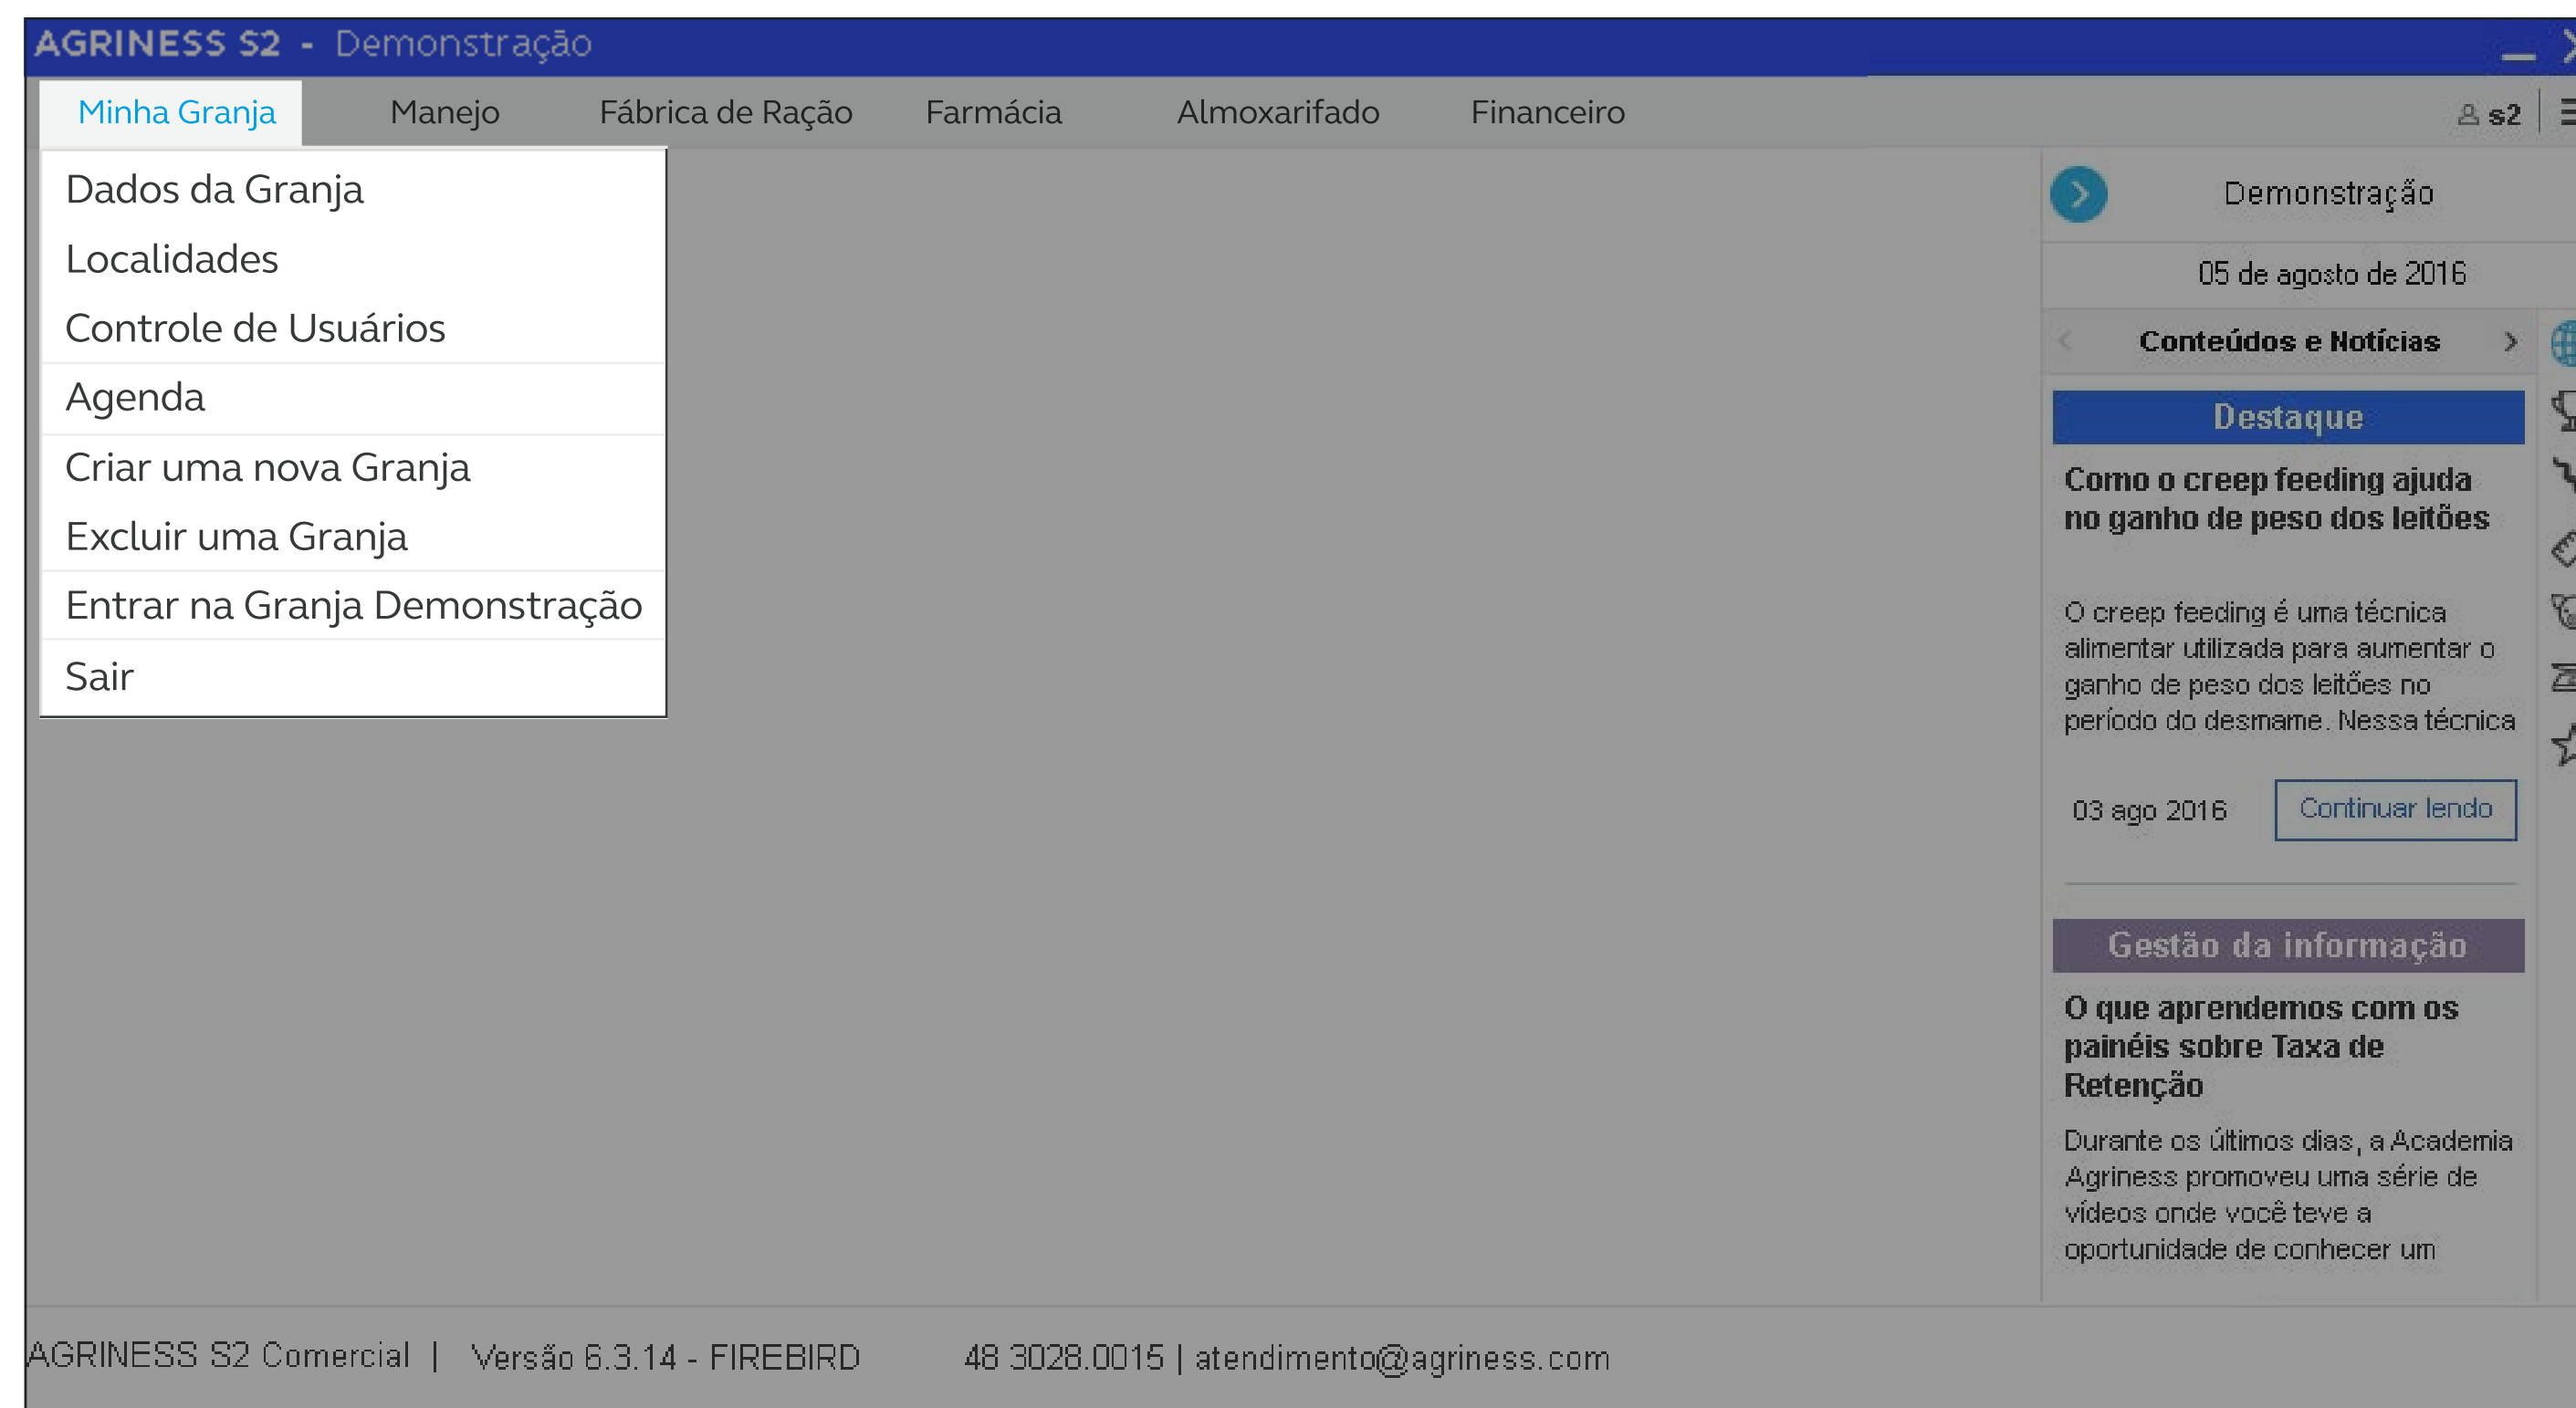 AGRINESS S2 - Demonstração
Minha Granja Manejo Fábrica de Ração Farmácia Almoxarifado Financeiro s2
Dados da Granja
Localidades
Controle de Usuários
Agenda
Criar uma nova Granja
Excluir uma Granja
Entrar na Granja Demonstração
Sair
Demonstração
05 de agosto de 2016
Conteúdos e Notícias
Destaque
Como o creep feeding ajuda
no ganho de peso dos leitões
O creep feeding é uma técnica
alimentar utilizada para aumentar o
ganho de peso dos leitões no
período do desmame. Nessa técnica
03 ago 2016 Continuar lendo
Gestão da informação
O que aprendemos com os
painéis sobre Taxa de
Retenção
Durante os últimos dias, a Academia
Agriness promoveu uma série de
vídeos onde você teve a
oportunidade de conhecer um
AGRINESS S2 Comercial | Versão 6.3.14 - FIREBIRD 48 3028.0015 | atendimento@agriness.com